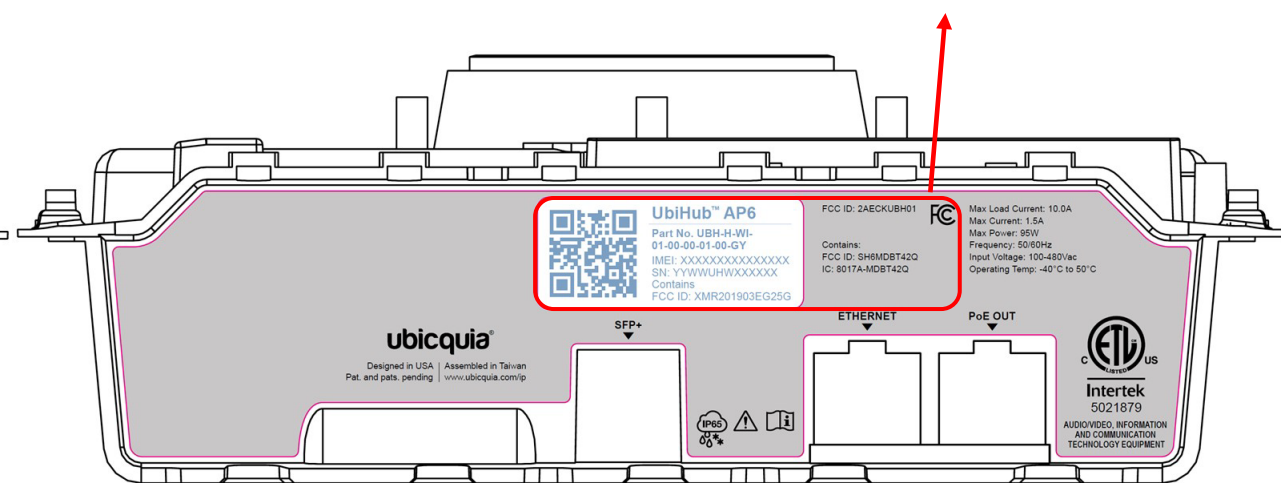 UbiHub™ AP6
Part No. UBH-H-WI-
01-00-00-01-00-GY
IMEI: XXXXXXXXXXXXXXX
SN: YYWWUHWXXXXXX
Contains
FCC ID: XMR201903EG25G
FCC ID: 2AECKUBH01
FC
Contains:
FCC ID: SH6MDBT42Q
IC: 8017A-MDBT42Q
Max Load Current: 10.0A
Max Current: 1.5A
Max Power: 95W
Frequency: 50/60Hz
Input Voltage: 100-480Vac
Operating Temp: -40°C to 50°C
ubicquia®
Designed in USA | Assembled in Taiwan
Pat. and pats. pending | www.ubicquia.com/ip
SFP+
ETHERNET
PoE OUT
IP65
C ETL US
LISTED
Intertek
5021879
AUDIO/VIDEO, INFORMATION
AND COMMUNICATION
TECHNOLOGY EQUIPMENT